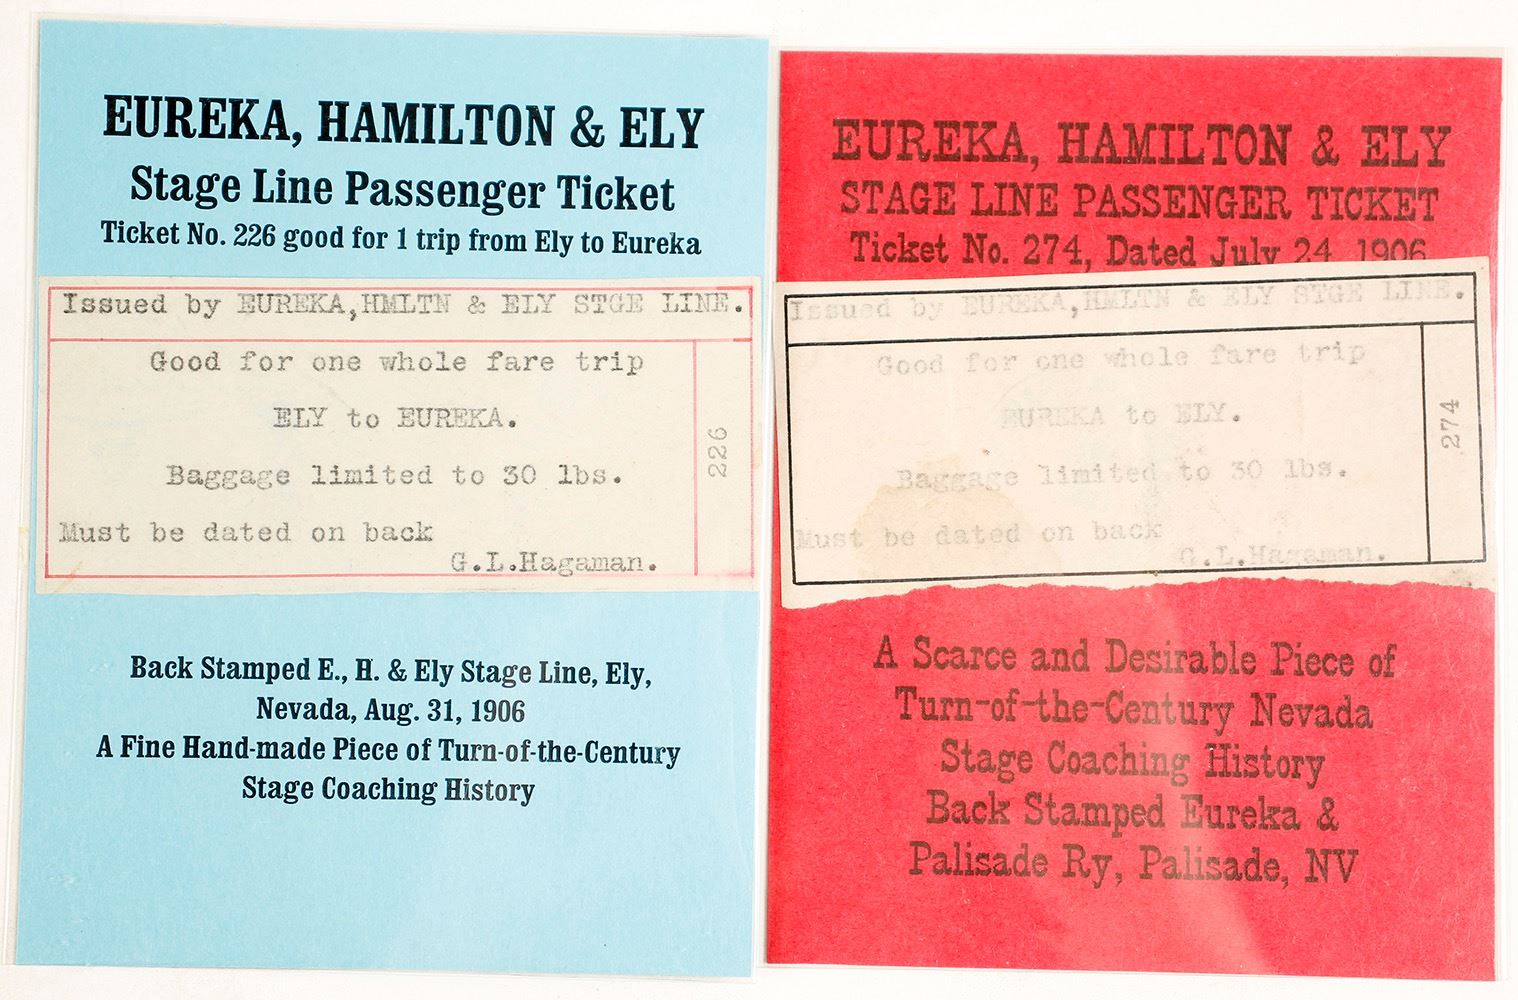 EUREKA, HAMILTON & ELY
Stage Line Passenger Ticket
Ticket No. 226 good for 1 trip from Ely to Eureka
Issued by EUREKA,HMLTN & ELY STGE LINE.
Good for one whole fare trip
ELY to EUREKA.
Baggage limited to 30 lbs.
Must be dated on back
G.L.Hagaman.
226
Back Stamped E., H. & Ely Stage Line, Ely,
Nevada, Aug. 31, 1906
A Fine Hand-made Piece of Turn-of-the-Century
Stage Coaching History
EUREKA, HAMILTON & ELY
STAGE LINE PASSENGER TICKET
Ticket No. 274, Dated July 24, 1906
Issued by EUREKA,HMLTN & ELY STGE LINE.
Good for one whole fare trip
EUREKA to ELY.
Baggage limited to 30 lbs.
Must be dated on back
G.L.Hagaman.
274
A Scarce and Desirable Piece of
Turn-of-the-Century Nevada
Stage Coaching History
Back Stamped Eureka &
Palisade Ry, Palisade, NV